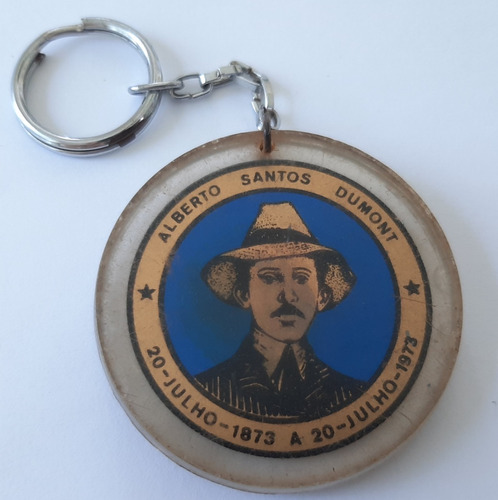 ALBERTO SANTOS DUMONT
20-JULHO-1873 A 20-JULHO-1973